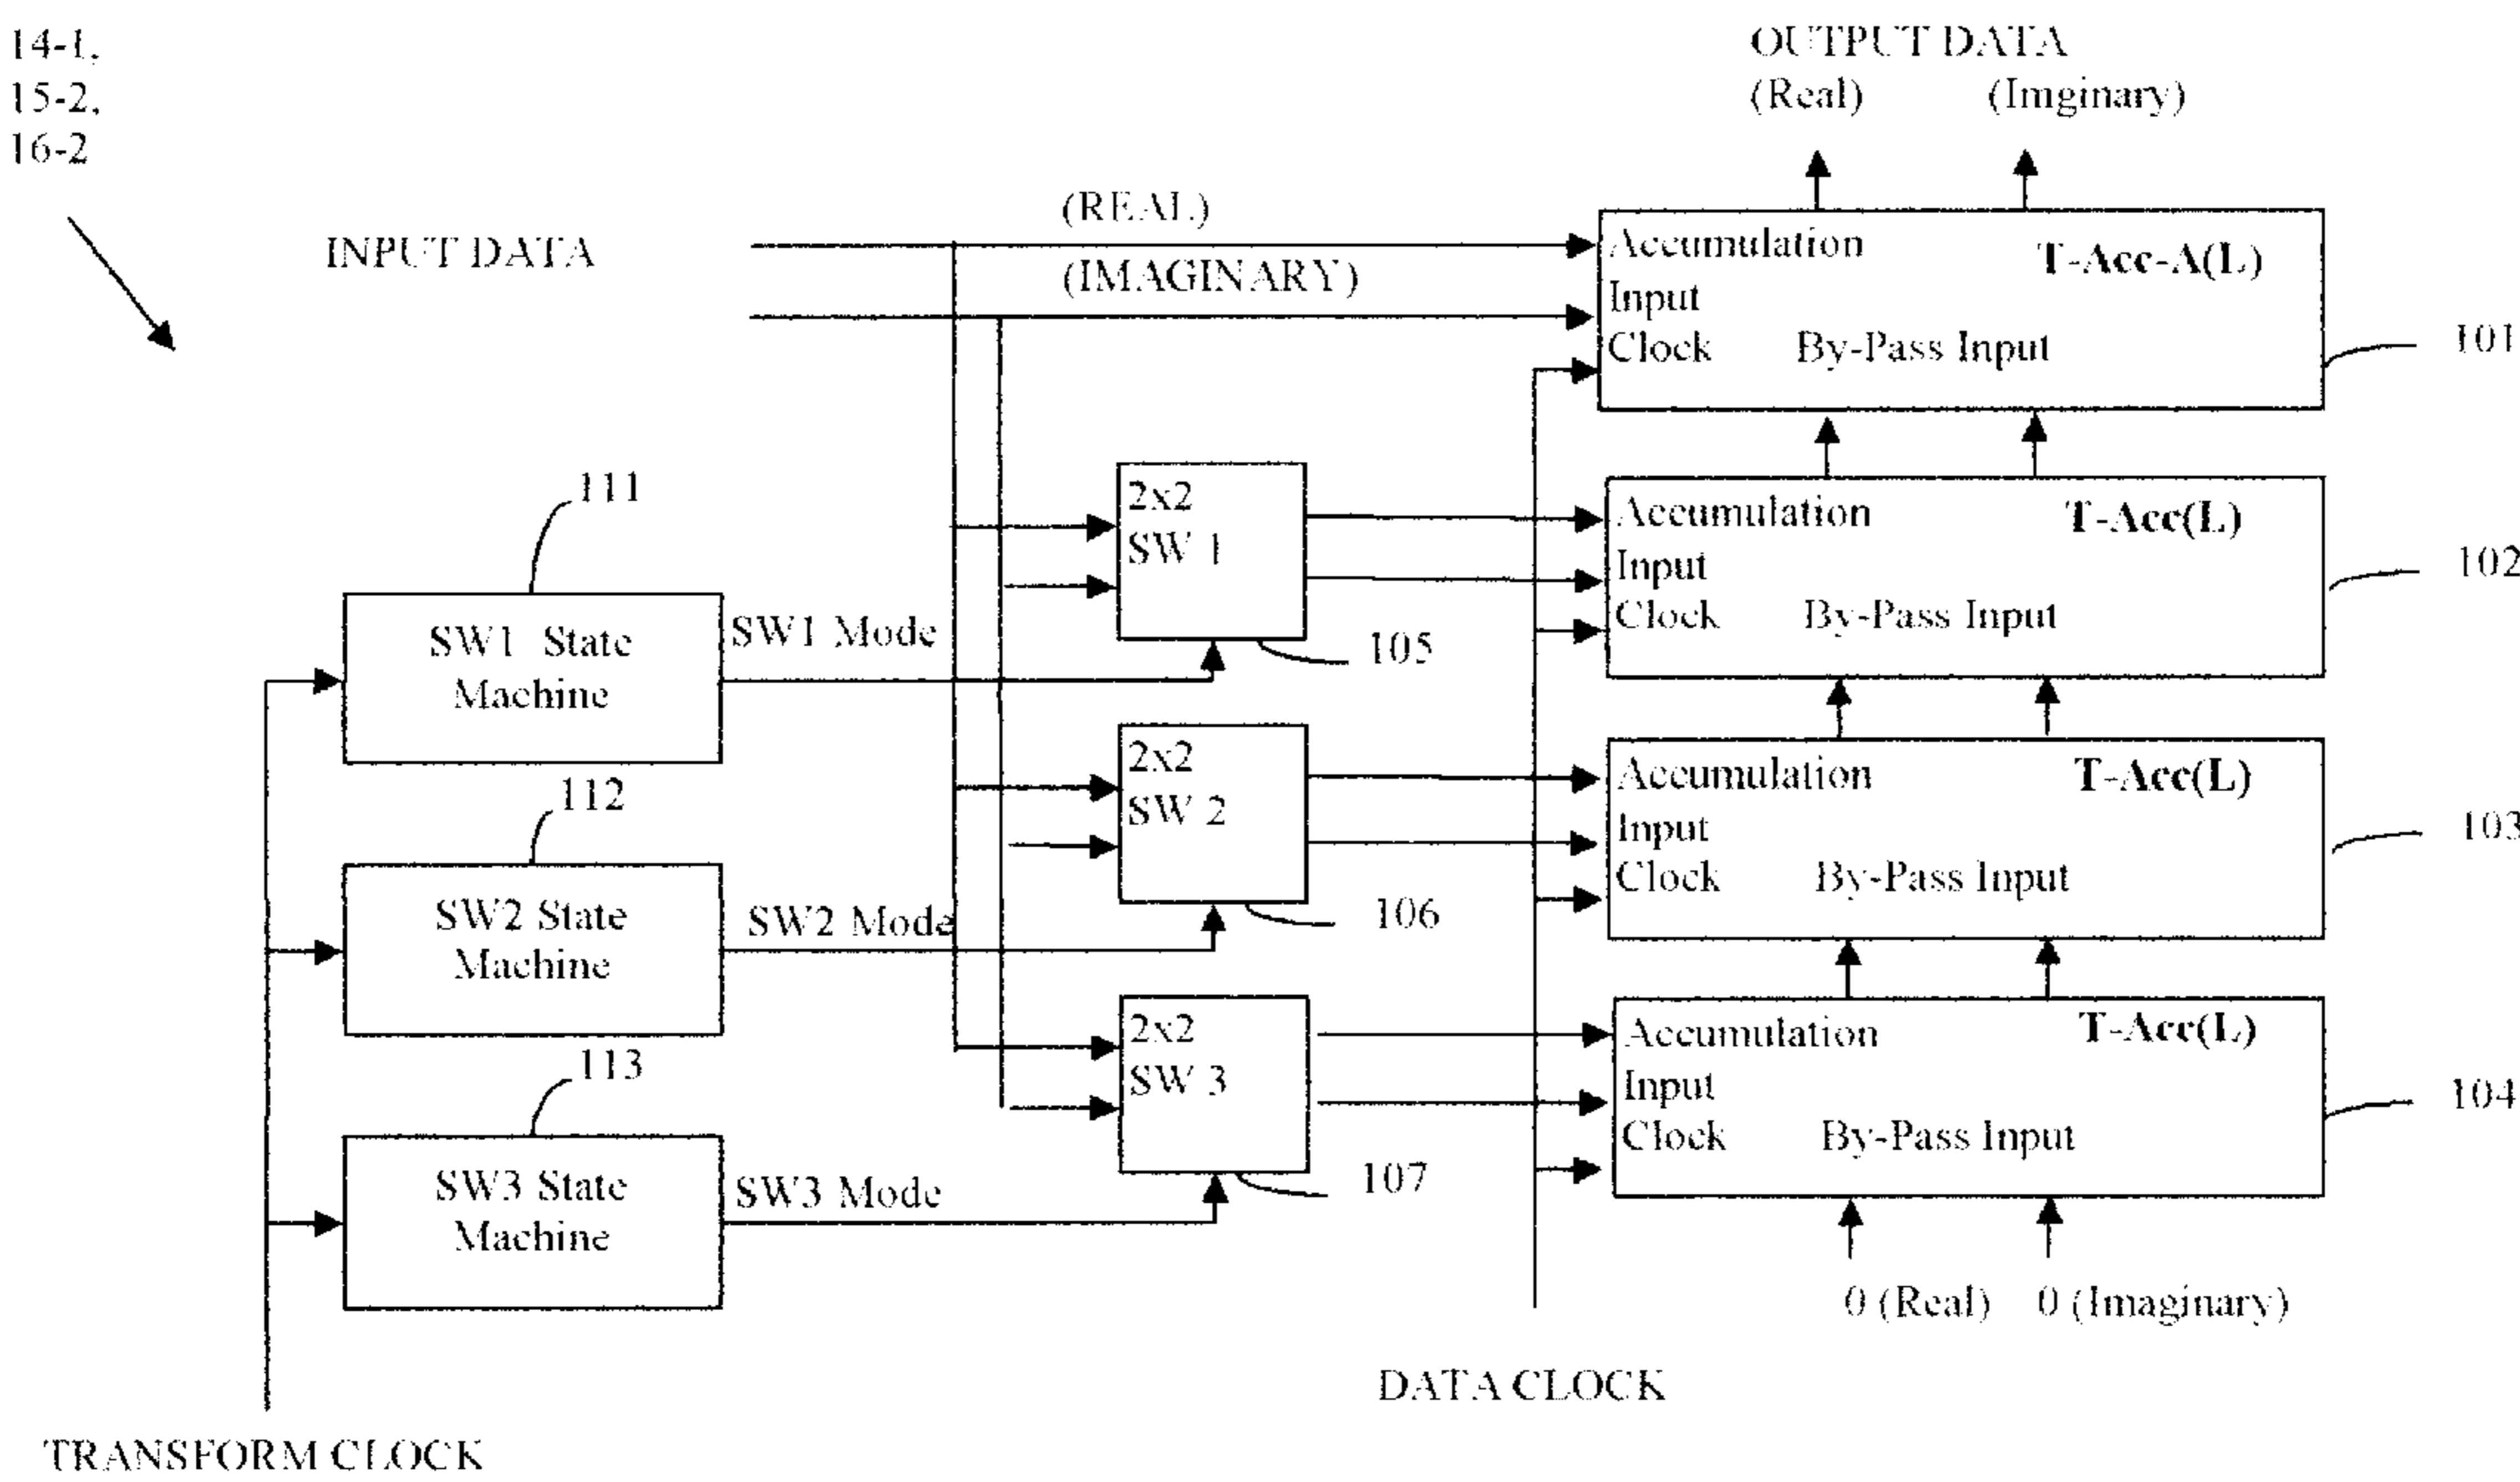 14-1,
15-2,
16-2
OUTPUT DATA
(Real) (Imginary)
INPUT DATA
(REAL)
(IMAGINARY)
Accumulation T-Acc-A(L)
Input
Clock By-Pass Input
101
111
2x2
SW 1
105
Accumulation T-Acc(L)
Input
Clock By-Pass Input
102
SW1 State
Machine
SW1 Mode
112
2x2
SW 2
106
Accumulation T-Acc(L)
Input
Clock By-Pass Input
103
SW2 State
Machine
SW2 Mode
113
2x2
SW 3
107
Accumulation T-Acc(L)
Input
Clock By-Pass Input
104
SW3 State
Machine
SW3 Mode
0 (Real) 0 (Imaginary)
DATA CLOCK
TRANSFORM CLOCK